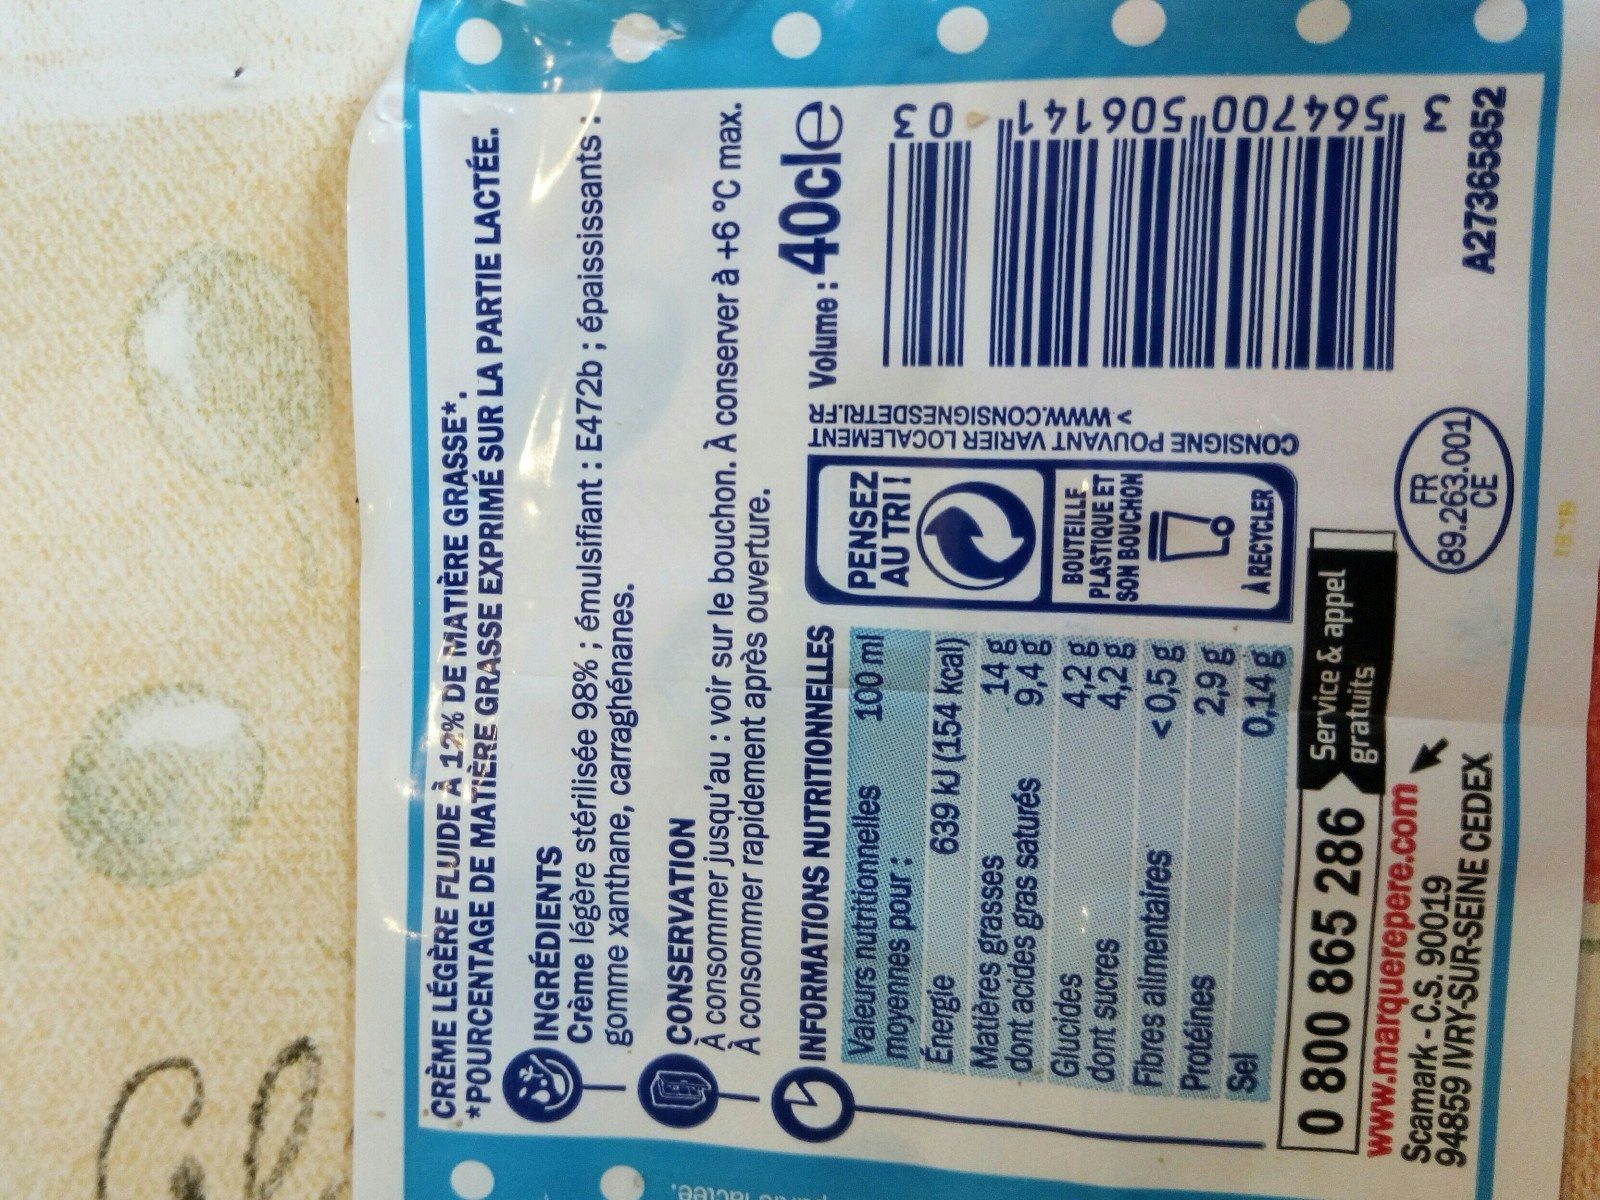 CRÈME LÉGÈRE FLUIDE À 12% DE MATIÈRE GRASSE*.
*POURCENTAGE DE MATIÈRE GRASSE EXPRIMÉ SUR LA PARTIE LACTÉE.
INGRÉDIENTS
Crème légère stérilisée 98% ; émulsifiant : E472b ; épaississants :
gomme xanthane, carraghénanes.
CONSERVATION
À consommer jusqu'au : voir sur le bouchon. À conserver à +6 °C max.
À consommer rapidement après ouverture.
INFORMATIONS NUTRITIONNELLES
Valeurs nutritionnelles
moyennes pour : 100 ml
Énergie 639 kJ (154 kcal)
Matières grasses 14 g
dont acides gras saturés 9,4 g
Glucides 4,2 g
dont sucres 4,2 g
Fibres alimentaires < 0,5 g
Protéines 2,9 g
Sel 0,14 g
PENSEZ
AU TRI !
BOUTEILLE
PLASTIQUE ET
SON BOUCHON
À RECYCLER
CONSIGNE POUVANT VARIER LOCALEMENT
> WWW.CONSIGNESDETRI.FR
Volume : 40cle
3 564700 506141
03
A27365852
0 800 865 286
Service & appel
gratuits
www.marquerepere.com
Scamark - C.S. 90019
94859 IVRY-SUR-SEINE CEDEX
FR
89.263.001
CE